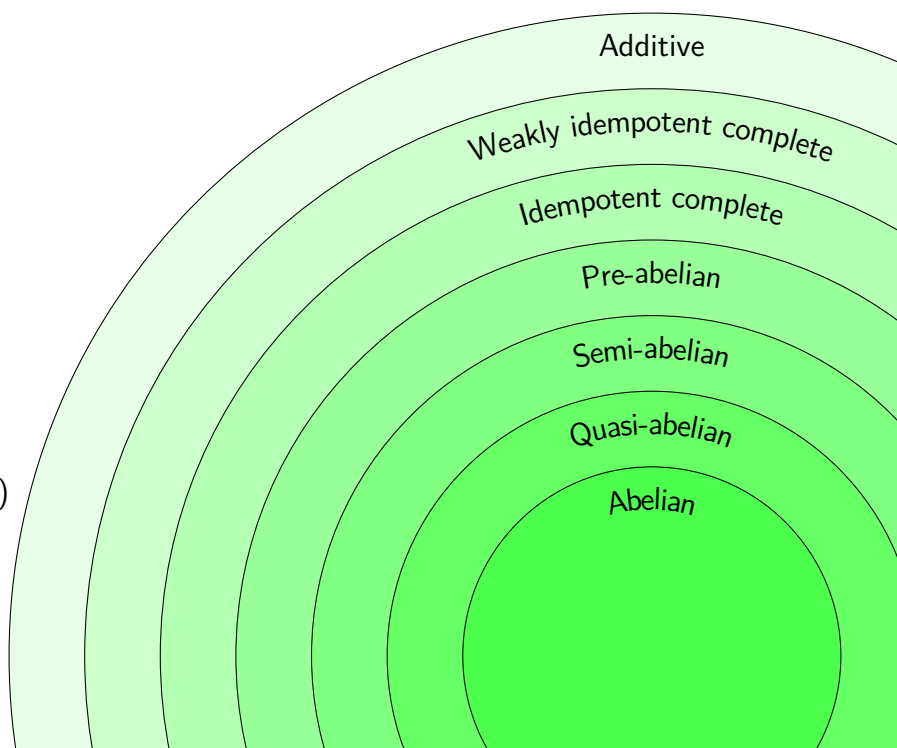 Additive
Weakly idempotent complete
Idempotent complete
Pre-abelian
Semi-abelian
Quasi-abelian
)
Abelian